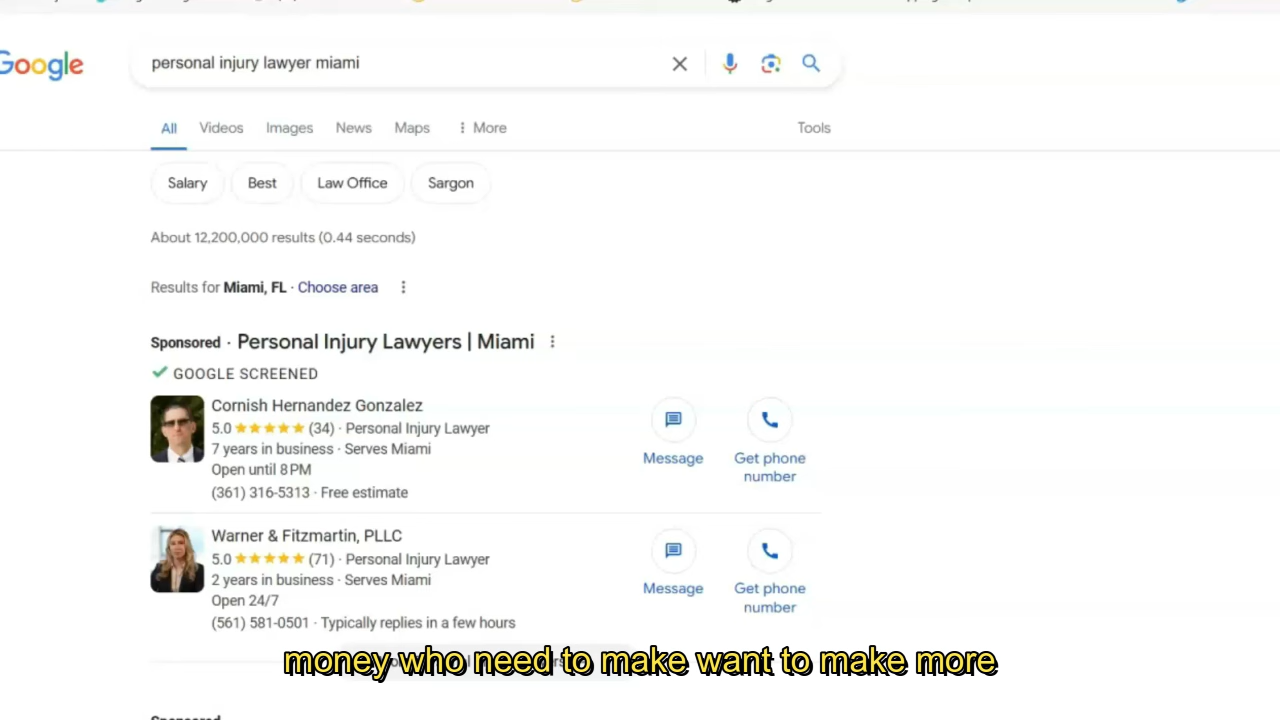 Google
personal injury lawyer miami
All Videos Images News Maps More Tools
Salary Best Law Office Sargon
About 12,200,000 results (0.44 seconds)
Results for Miami, FL · Choose area
Sponsored · Personal Injury Lawyers | Miami
GOOGLE SCREENED
Cornish Hernandez Gonzalez
5.0 (34) · Personal Injury Lawyer
7 years in business · Serves Miami
Open until 8 PM
(361) 316-5313 · Free estimate
Message
Get phone
number
Warner & Fitzmartin, PLLC
5.0 (71) · Personal Injury Lawyer
2 years in business · Serves Miami
Open 24/7
(561) 581-0501 · Typically replies in a few hours
Message
Get phone
number
money who need to make want to make more
Sponsored